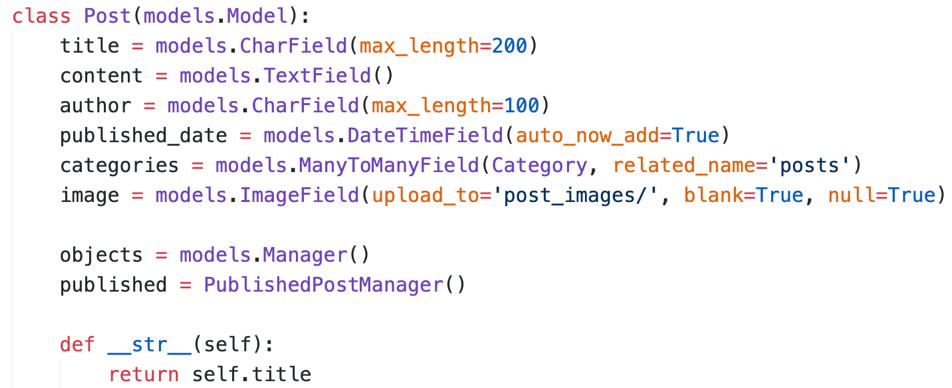 class Post(models.Model):
    title = models.CharField(max_length=200)
    content = models.TextField()
    author = models.CharField(max_length=100)
    published_date = models.DateTimeField(auto_now_add=True)
    categories = models.ManyToManyField(Category, related_name='posts')
    image = models.ImageField(upload_to='post_images/', blank=True, null=True)

    objects = models.Manager()
    published = PublishedPostManager()

    def __str__(self):
        return self.title